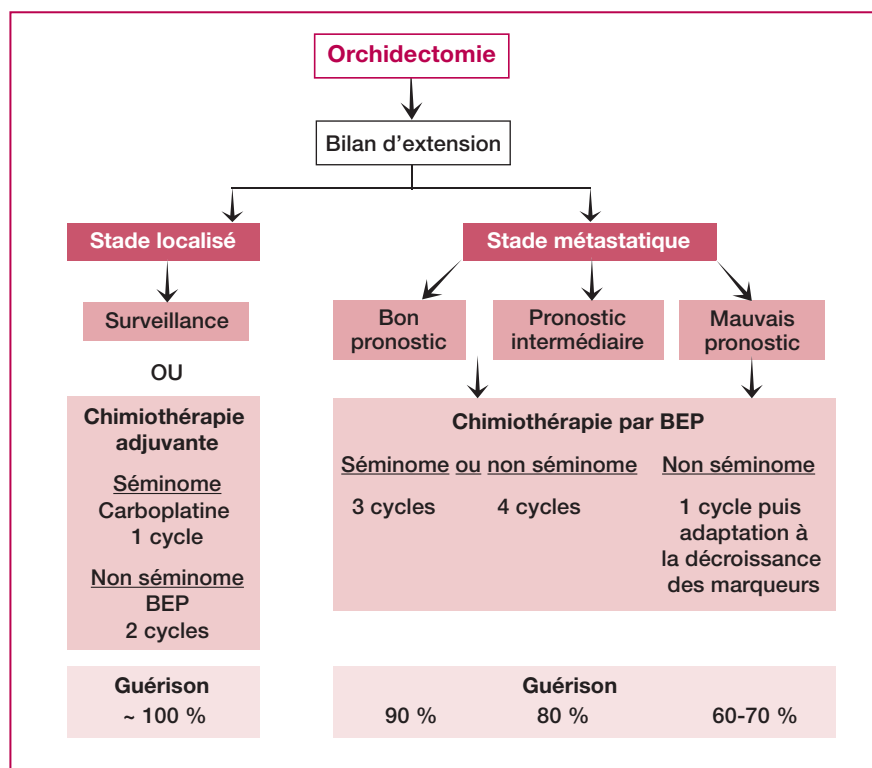 Orchidectomie
Bilan d’extension
Stade localisé
Stade métastatique
Surveillance
Bon
pronostic
Pronostic
intermédiaire
Mauvais
pronostic
OU
Chimiothérapie
adjuvante
Séminome
Carboplatine
1 cycle
Non séminome
BEP
2 cycles
Chimiothérapie par BEP
Séminome ou non séminome
Non séminome
3 cycles
4 cycles
1 cycle puis
adaptation à
la décroissance
des marqueurs
Guérison
~ 100 %
Guérison
90 %
80 %
60-70 %